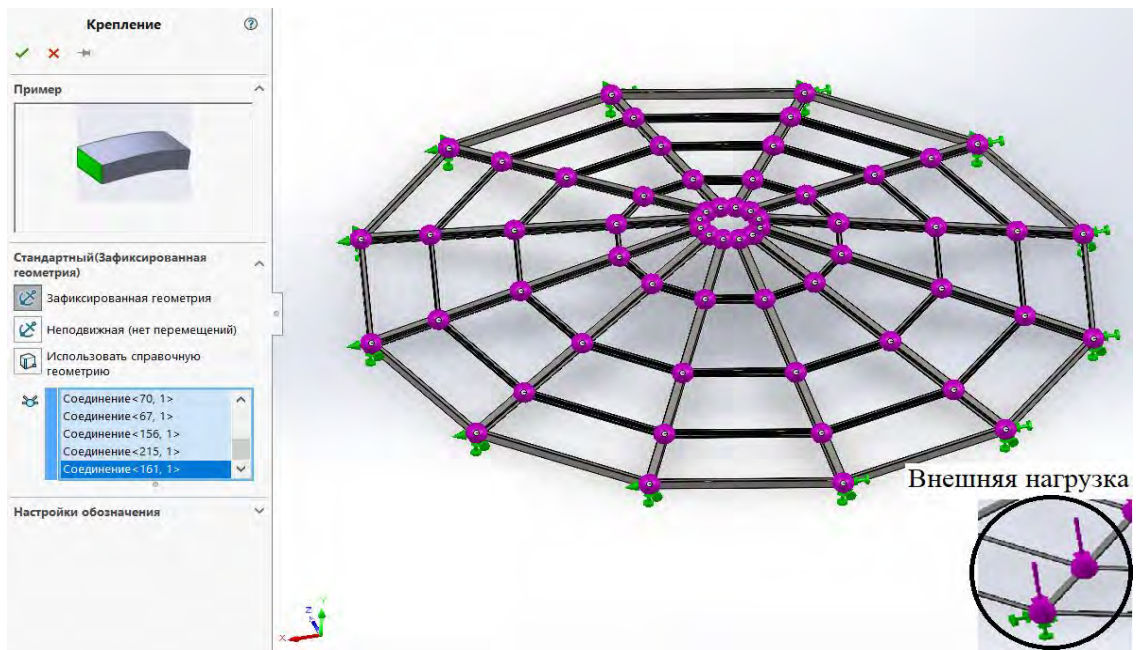 Крепление
Пример
Стандартный(Зафиксированная
геометрия)
Зафиксированная геометрия
Неподвижная (нет перемещений)
Использовать справочную
геометрию
Соединение<70, 1>
Соединение<67, 1>
Соединение<156, 1>
Соединение<215, 1>
Соединение<161, 1>
Настройки обозначения
Внешняя нагрузка
Y
Z
X